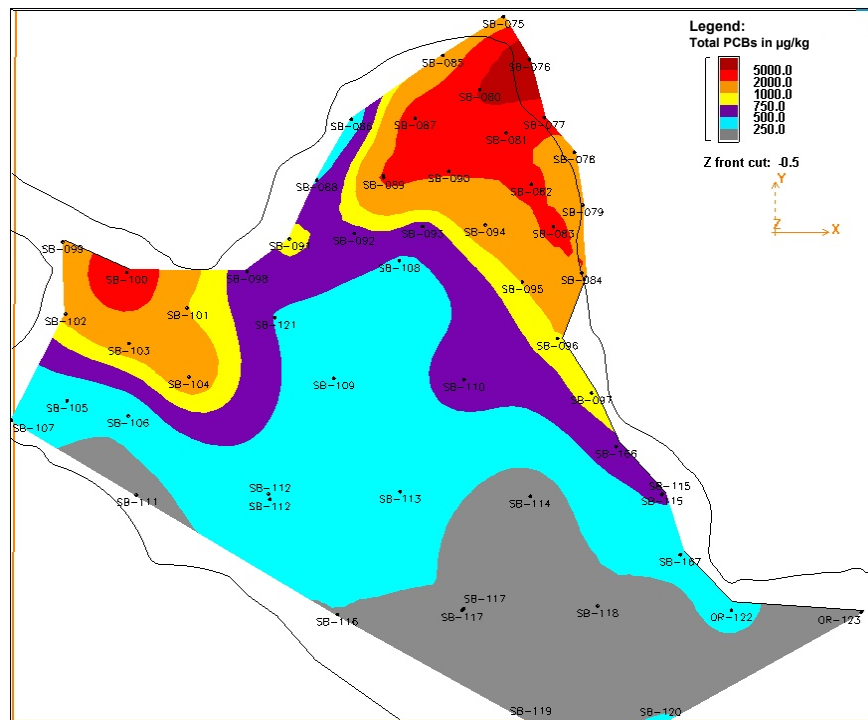 SB-075
Legend:
Total PCBs in µg/kg
5000.0
2000.0
1000.0
750.0
500.0
250.0
Z front cut: -0.5
Y
Z
X
SB-085
SB-076
SB-080
SB-086
SB-087
SB-077
SB-081
SB-078
SB-088
SB-089
SB-090
SB-082
SB-079
SB-091
SB-092
SB-093
SB-094
SB-083
SB-099
SB-100
SB-098
SB-108
SB-084
SB-095
SB-102
SB-101
SB-121
SB-103
SB-096
SB-104
SB-109
SB-110
SB-097
SB-105
SB-106
SB-107
SB-166
SB-111
SB-112
SB-112
SB-113
SB-114
SB-115
SB-115
SB-167
SB-116
SB-117
SB-117
SB-118
OR-122
OR-123
SB-119
SB-120